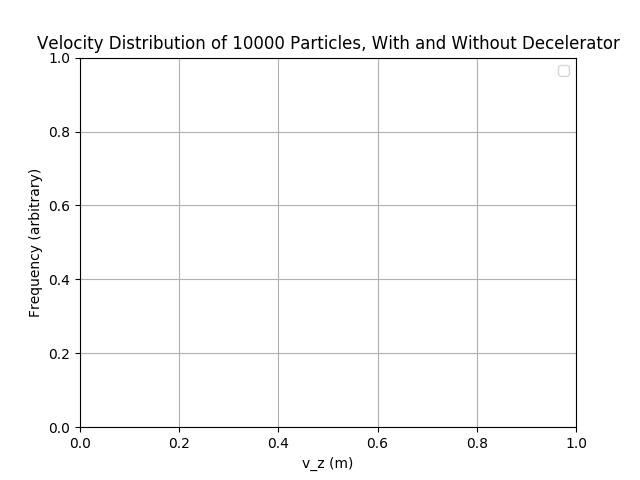 Velocity Distribution of 10000 Particles, With and Without Decelerator
1.0
0.8
0.6
0.4
0.2
0.0
Frequency (arbitrary)
0.0 0.2 0.4 0.6 0.8 1.0
v_z (m)